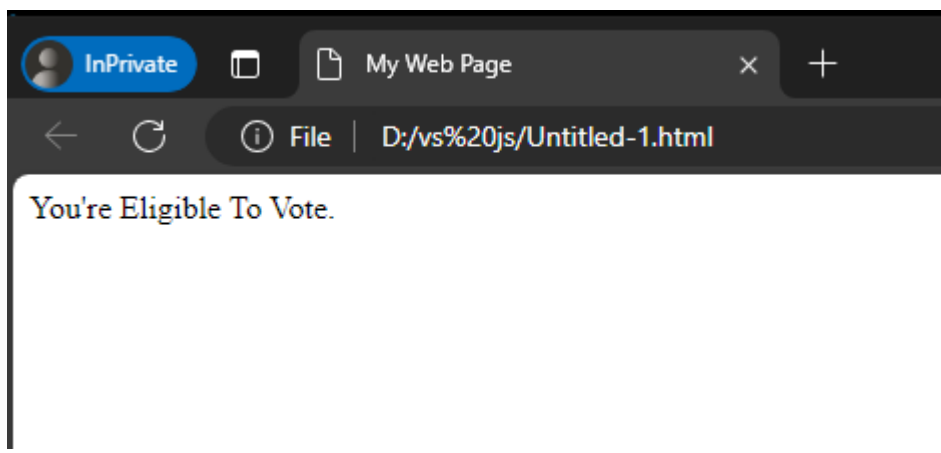 InPrivate My Web Page
File D:/vs%20js/Untitled-1.html
You're Eligible To Vote.